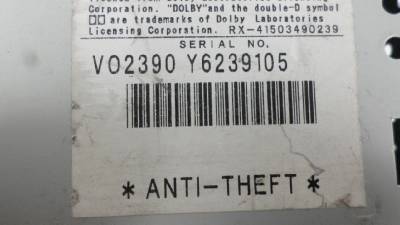 Corporation. "DOLBY" and the double-D symbol
are trademarks of Dolby Laboratories
Licensing Corporation. RX-41503490239
SERIAL NO.
V02390 Y6239105
* ANTI-THEFT *